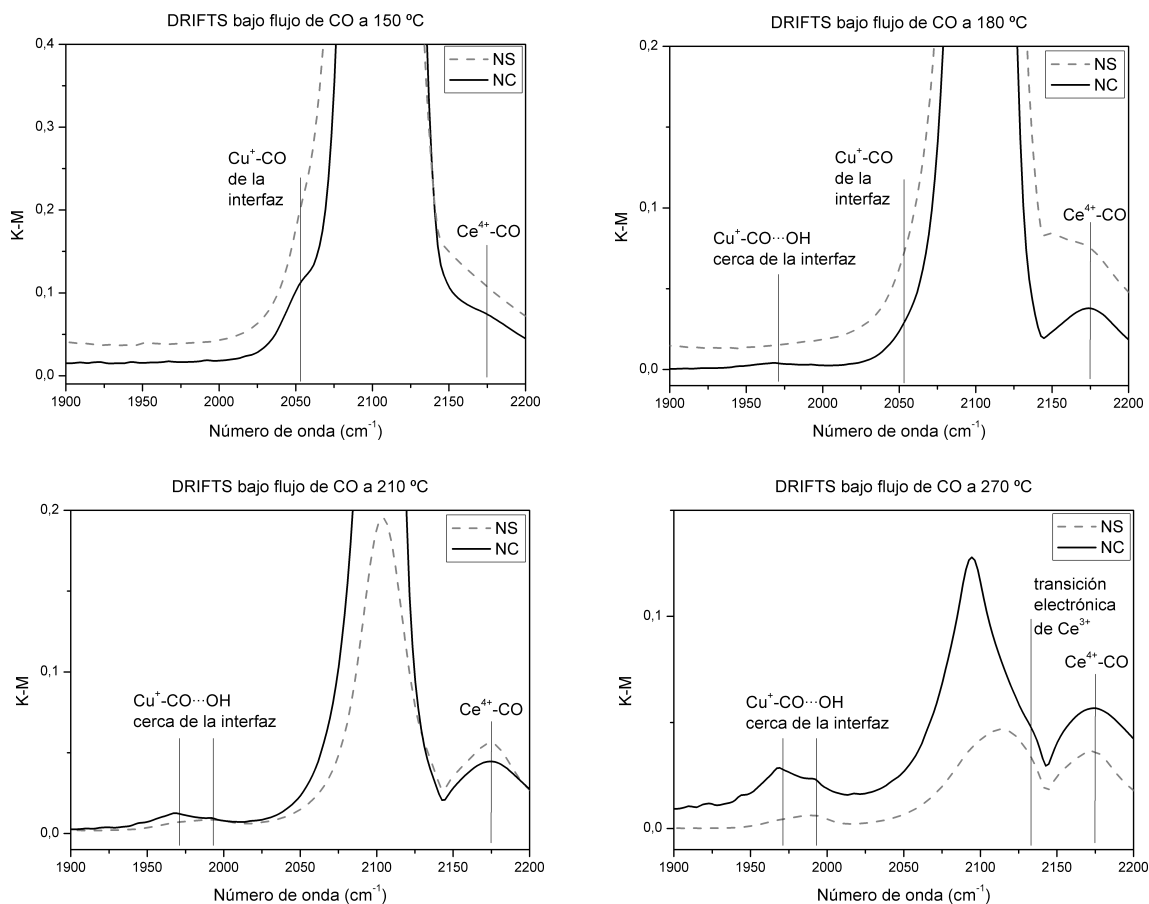 DRIFTS bajo flujo de CO a 150 ºC
0,4
0,3
0,2
0,1
0,0
K-M
NS
NC
Cu⁺-CO
de la
interfaz
Ce⁴⁺-CO
1900 1950 2000 2050 2100 2150 2200
Número de onda (cm⁻¹)
DRIFTS bajo flujo de CO a 180 ºC
0,2
0,1
0,0
K-M
NS
NC
Cu⁺-CO
de la
interfaz
Cu⁺-CO···OH
cerca de la interfaz
Ce⁴⁺-CO
1900 1950 2000 2050 2100 2150 2200
Número de onda (cm⁻¹)
DRIFTS bajo flujo de CO a 210 ºC
0,2
0,1
0,0
K-M
NS
NC
Cu⁺-CO···OH
cerca de la interfaz
Ce⁴⁺-CO
1900 1950 2000 2050 2100 2150 2200
Número de onda (cm⁻¹)
DRIFTS bajo flujo de CO a 270 ºC
0,1
0,0
K-M
NS
NC
transición
electrónica
de Ce³⁺
Ce⁴⁺-CO
Cu⁺-CO···OH
cerca de la interfaz
1900 1950 2000 2050 2100 2150 2200
Número de onda (cm⁻¹)